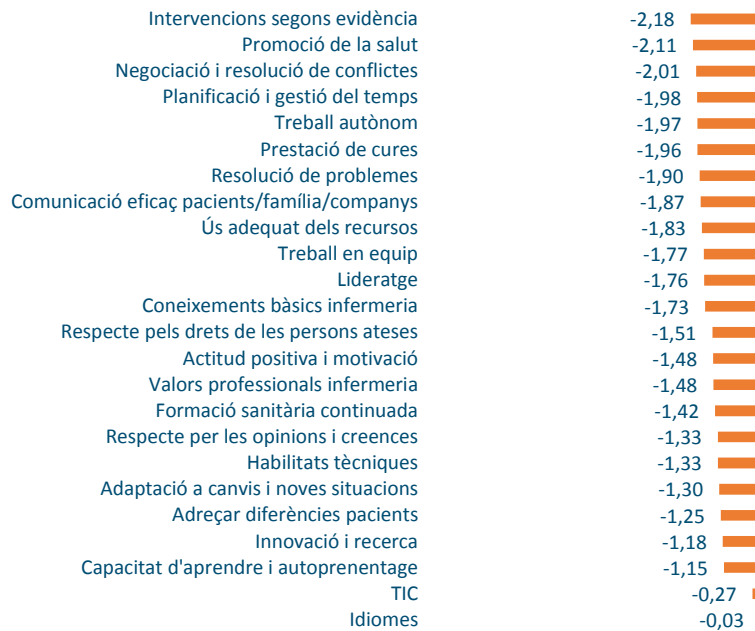 Intervencions segons evidència -2,18
Promoció de la salut -2,11
Negociació i resolució de conflictes -2,01
Planificació i gestió del temps -1,98
Treball autònom -1,97
Prestació de cures -1,96
Resolució de problemes -1,90
Comunicació eficaç pacients/família/companys -1,87
Ús adequat dels recursos -1,83
Treball en equip -1,77
Lideratge -1,76
Coneixements bàsics infermeria -1,73
Respecte pels drets de les persons ateses -1,51
Actitud positiva i motivació -1,48
Valors professionals infermeria -1,48
Formació sanitària continuada -1,42
Respecte per les opinions i creences -1,33
Habilitats tècniques -1,33
Adaptació a canvis i noves situacions -1,30
Adreçar diferències pacients -1,25
Innovació i recerca -1,18
Capacitat d'aprendre i autoprenentage -1,15
TIC -0,27
Idiomes -0,03